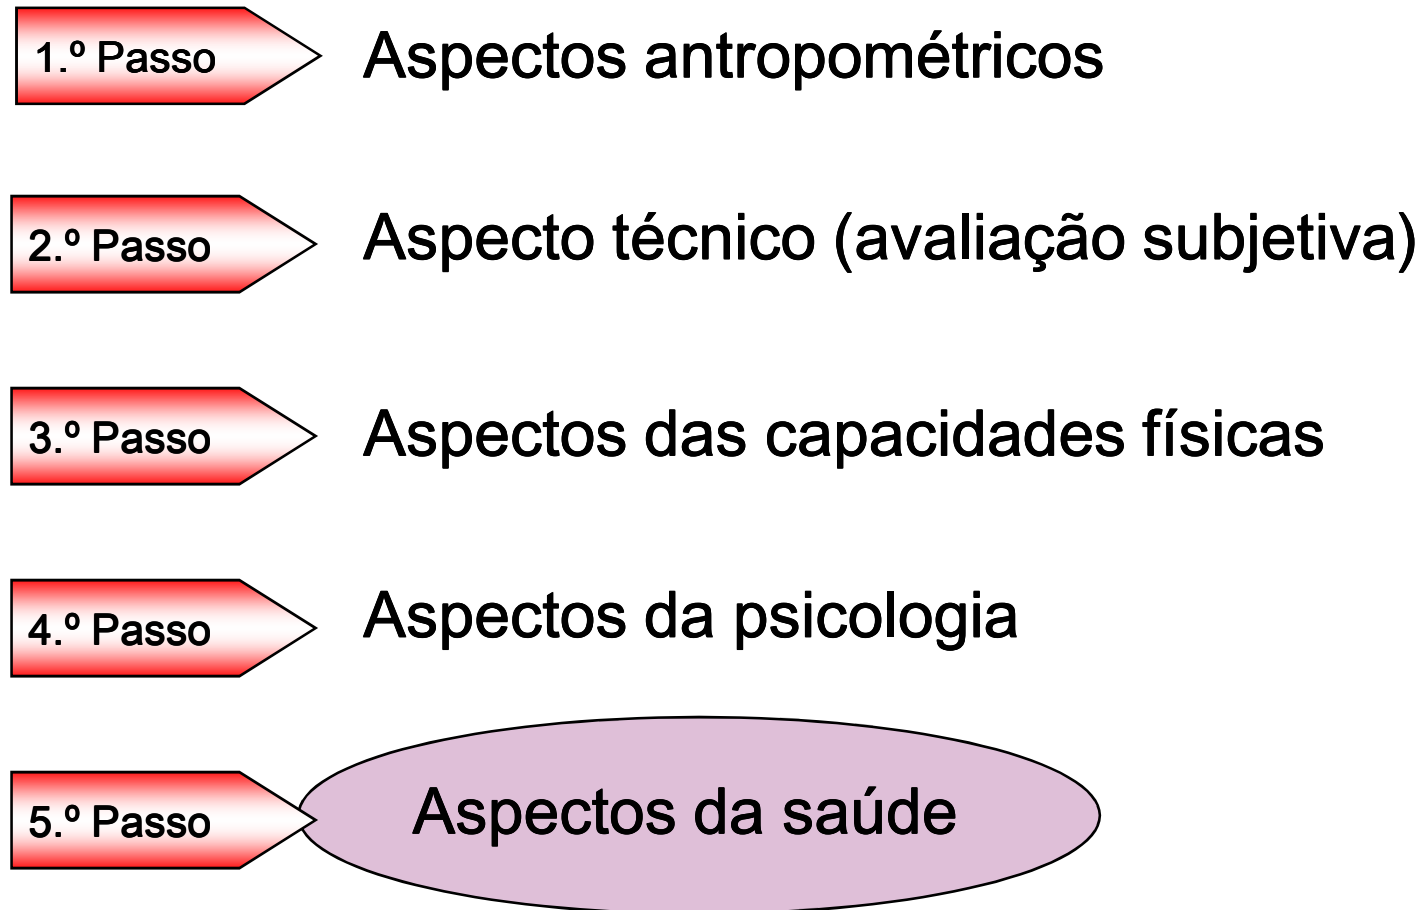 1.º Passo Aspectos antropométricos
2.º Passo Aspecto técnico (avaliação subjetiva)
3.º Passo Aspectos das capacidades físicas
4.º Passo Aspectos da psicologia
5.º Passo Aspectos da saúde